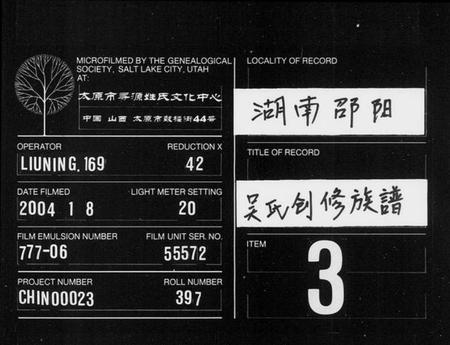 MICROFILMED BY THE GENEALOGICAL
SOCIETY, SALT LAKE CITY, UTAH
AT:
太原市寻源姓氏文化中心
中国 山西 太原市鼓楼街44号
OPERATOR
LIUNING.169
REDUCTION X
42
DATE FILMED
2004 1 8
LIGHT METER SETTING
20
FILM EMULSION NUMBER
777-06
FILM UNIT SER. NO.
55572
PROJECT NUMBER
CHIN00023
ROLL NUMBER
397
LOCALITY OF RECORD
湖南 邵阳
TITLE OF RECORD
吴氏创修族譜
ITEM
3